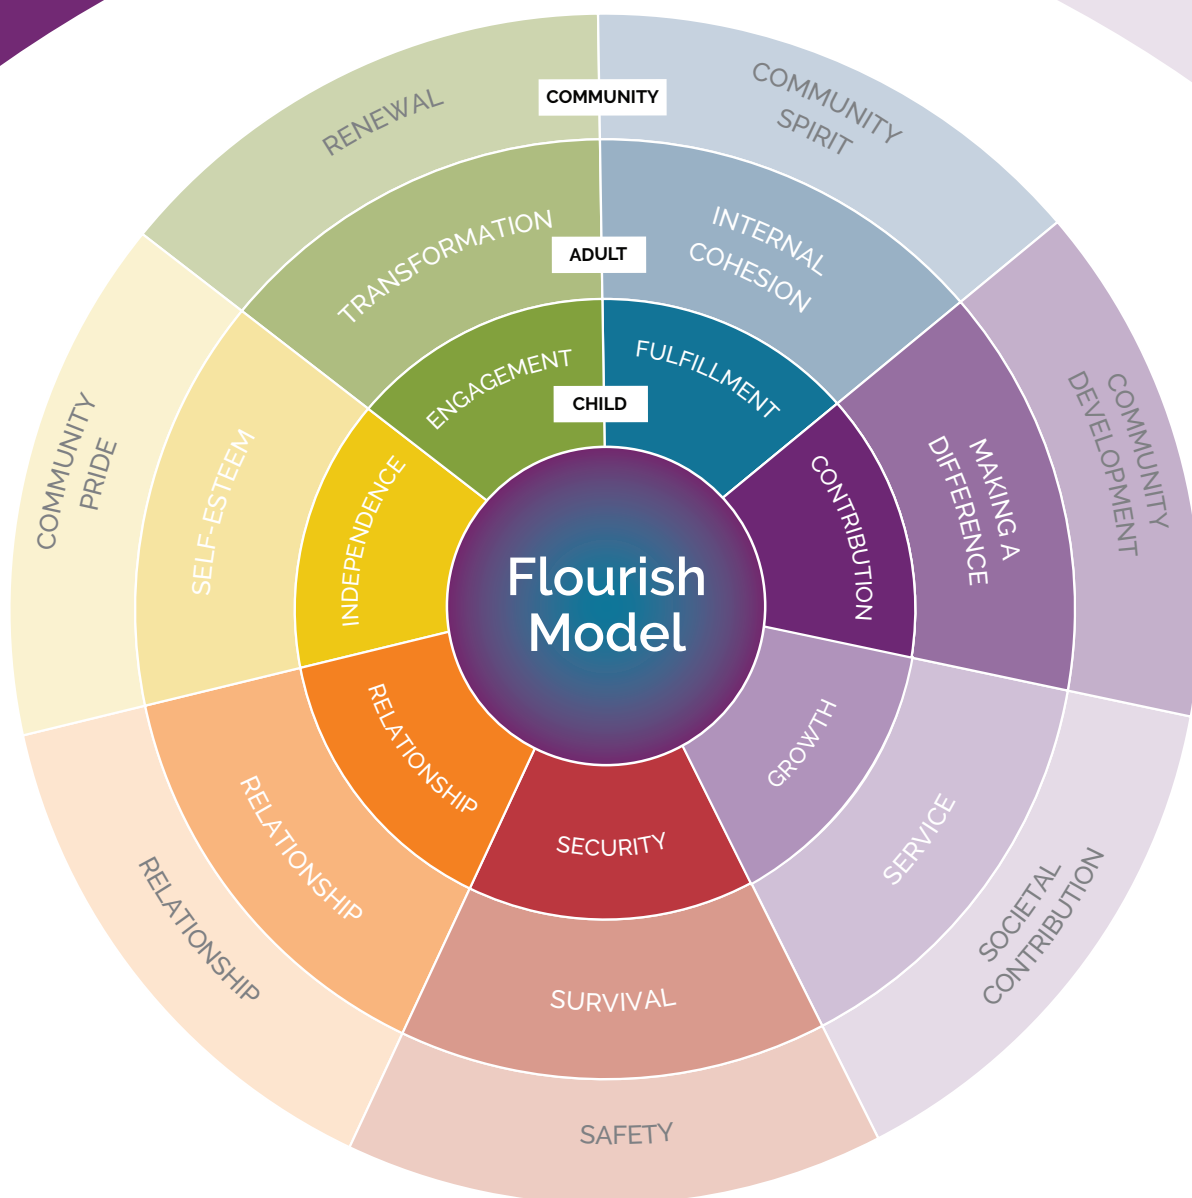 COMMUNITY
RENEWAL
COMMUNITY
SPIRIT
COMMUNITY
DEVELOPMENT
SOCIETAL
CONTRIBUTION
SAFETY
RELATIONSHIP
COMMUNITY
PRIDE
ADULT
TRANSFORMATION
INTERNAL
COHESION
MAKING A
DIFFERENCE
SERVICE
SURVIVAL
RELATIONSHIP
SELF-ESTEEM
CHILD
ENGAGEMENT
FULFILLMENT
CONTRIBUTION
GROWTH
SECURITY
RELATIONSHIP
INDEPENDENCE
Flourish
Model